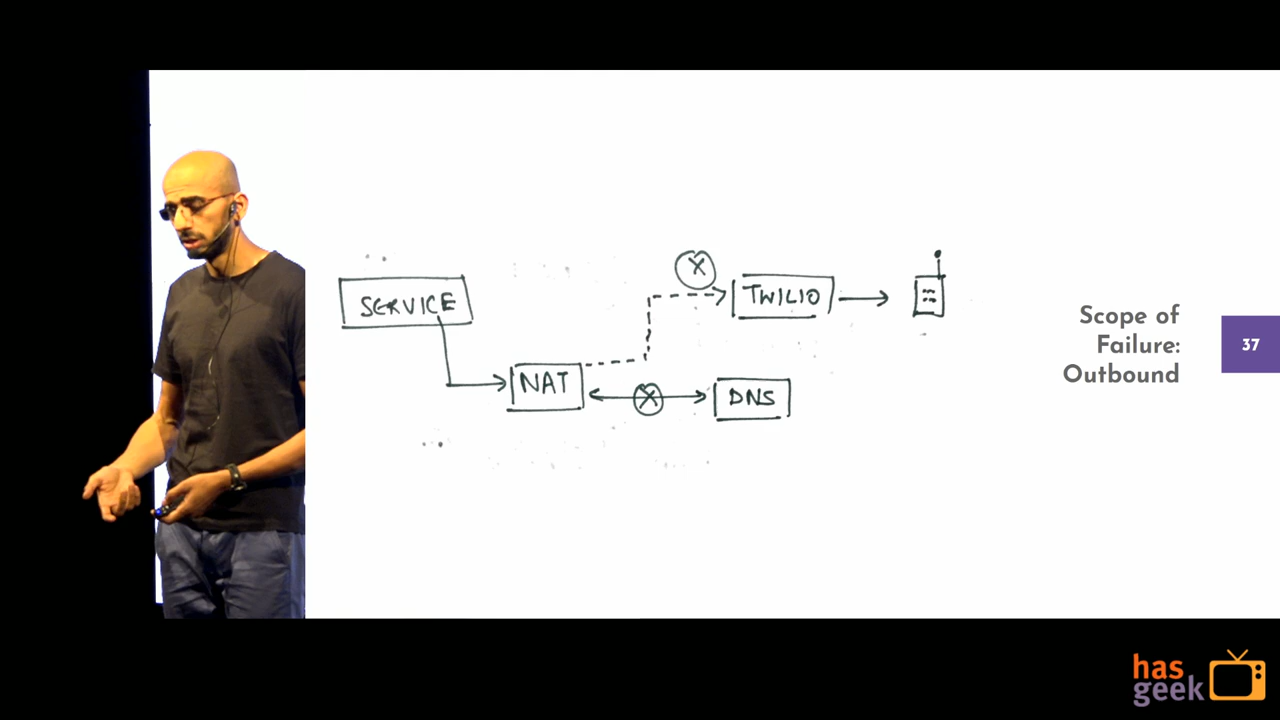 SERVICE
X
TWILIO
NAT
X
DNS
Scope of
Failure:
Outbound
37
has
geek